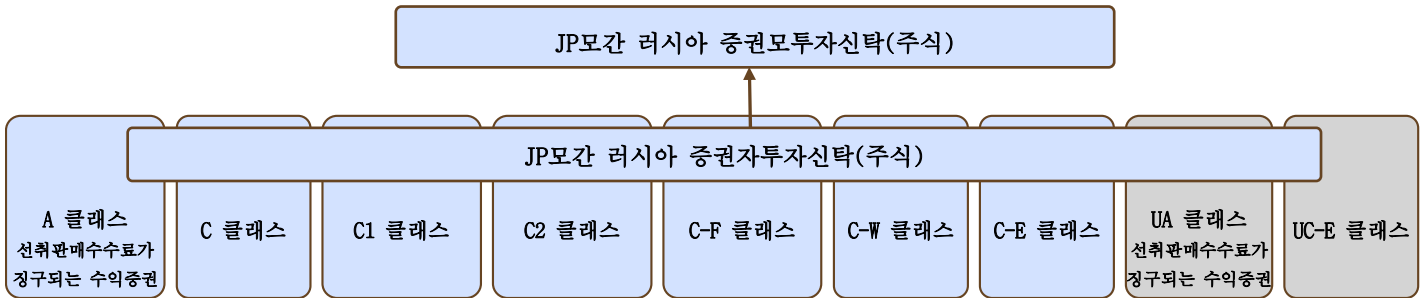 JP모간 러시아 증권모투자신탁(주식)
JP모간 러시아 증권자투자신탁(주식)
A 클래스
선취판매수수료가
징구되는 수익증권
C 클래스
C1 클래스
C2 클래스
C-F 클래스
C-W 클래스
C-E 클래스
UA 클래스
선취판매수수료가
징구되는 수익증권
UC-E 클래스